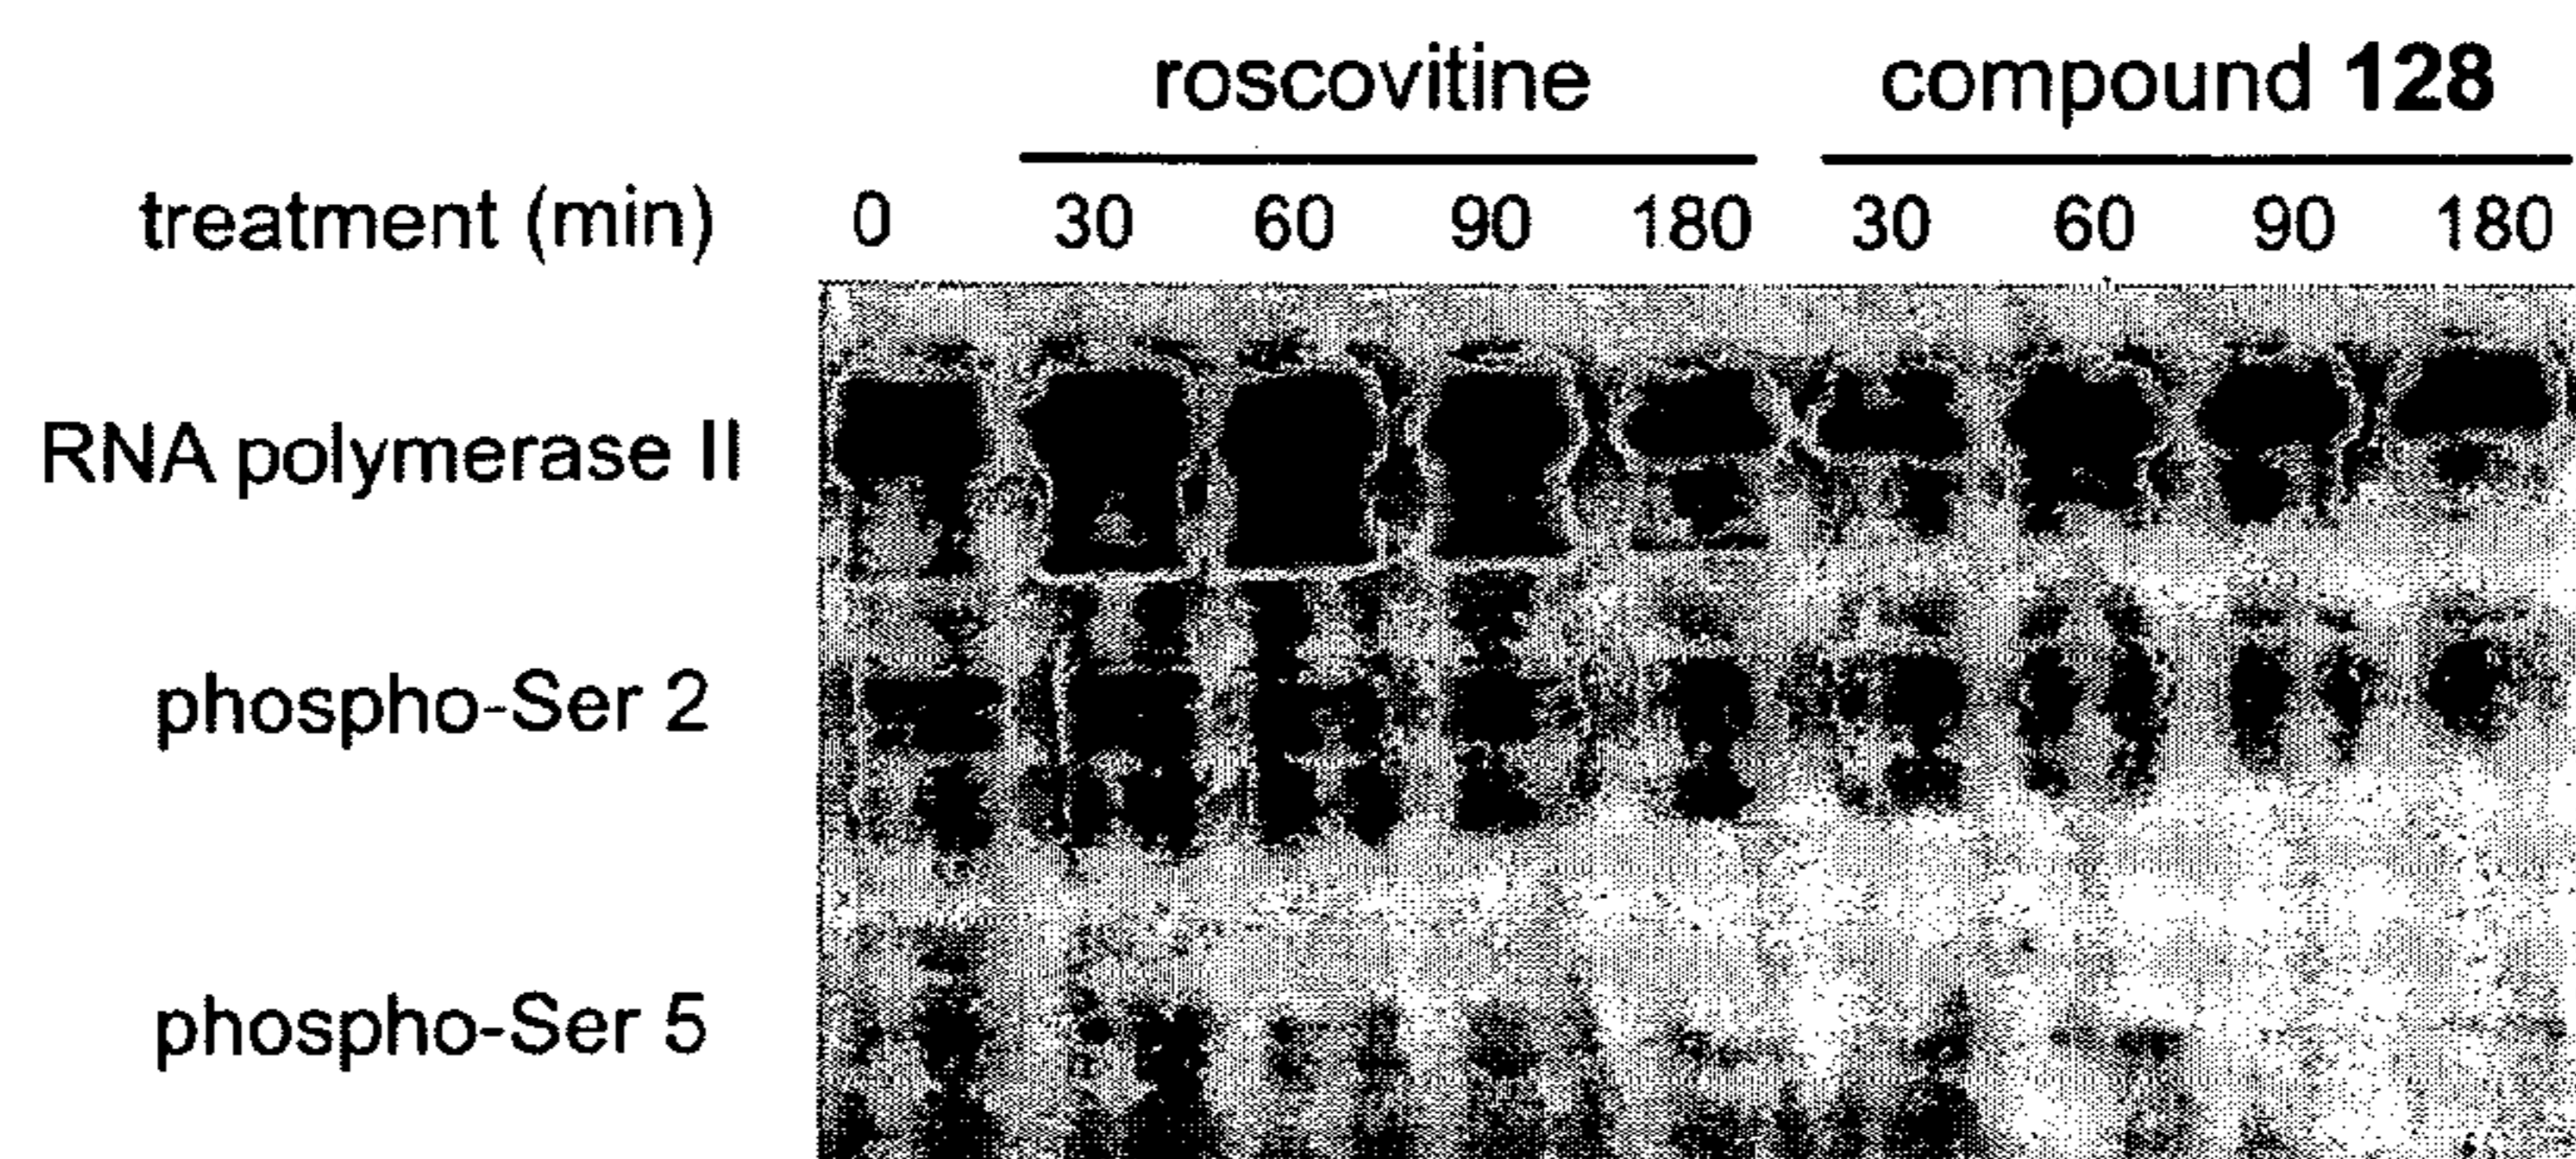 roscovitine compound 128
treatment (min) 0 30 60 90 180 30 60 90 180
RNA polymerase II
phospho-Ser 2
phospho-Ser 5